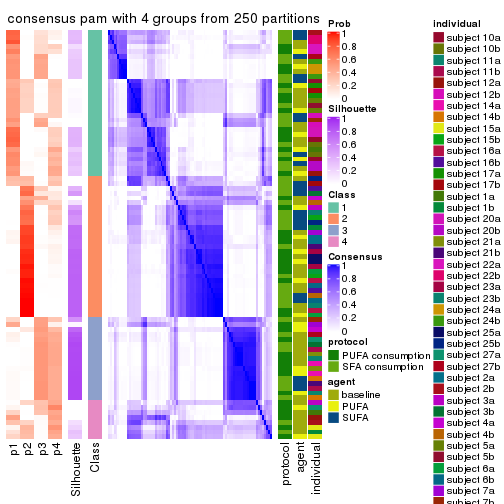 consensus pam with 4 groups from 250 partitions
Prob
1
0.8
0.6
0.4
0.2
0
Silhouette
1
0.8
0.6
0.4
0.2
0
Class
1
2
3
4
Consensus
1
0.8
0.6
0.4
0.2
0
protocol
PUFA consumption
SFA consumption
agent
baseline
PUFA
SUFA
individual
subject 10a
subject 10b
subject 11a
subject 11b
subject 12a
subject 12b
subject 14a
subject 14b
subject 15a
subject 15b
subject 16a
subject 16b
subject 17a
subject 17b
subject 1a
subject 1b
subject 20a
subject 20b
subject 21a
subject 21b
subject 22a
subject 22b
subject 23a
subject 23b
subject 24a
subject 24b
subject 25a
subject 25b
subject 27a
subject 27b
subject 2a
subject 2b
subject 3a
subject 3b
subject 4a
subject 4b
subject 5a
subject 5b
subject 6a
subject 6b
subject 7a
subject 7b
p1
p2
p3
p4
Silhouette
Class
protocol
agent
individual